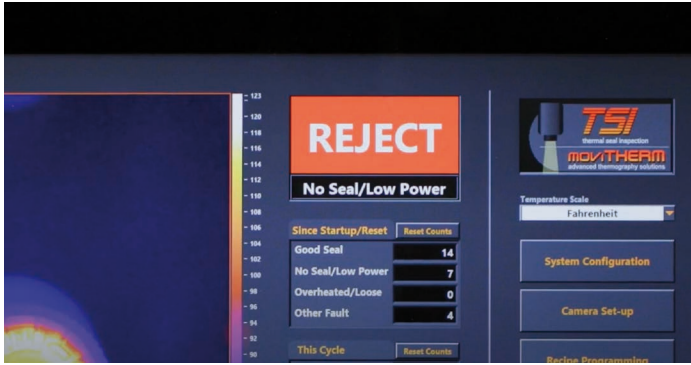 123
120
118
116
114
112
110
108
106
104
102
100
98
96
94
92
90
REJECT
No Seal/Low Power
Since Startup/Reset Reset Counts
Good Seal 14
No Seal/Low Power 7
Overheated/Loose 0
Other Fault 4
This Cycle Reset Counts
TSI
thermal seal inspection
MOVITHERM
advanced thermography solutions
Temperature Scale
Fahrenheit
System Configuration
Camera Set-up
Recipe Programming